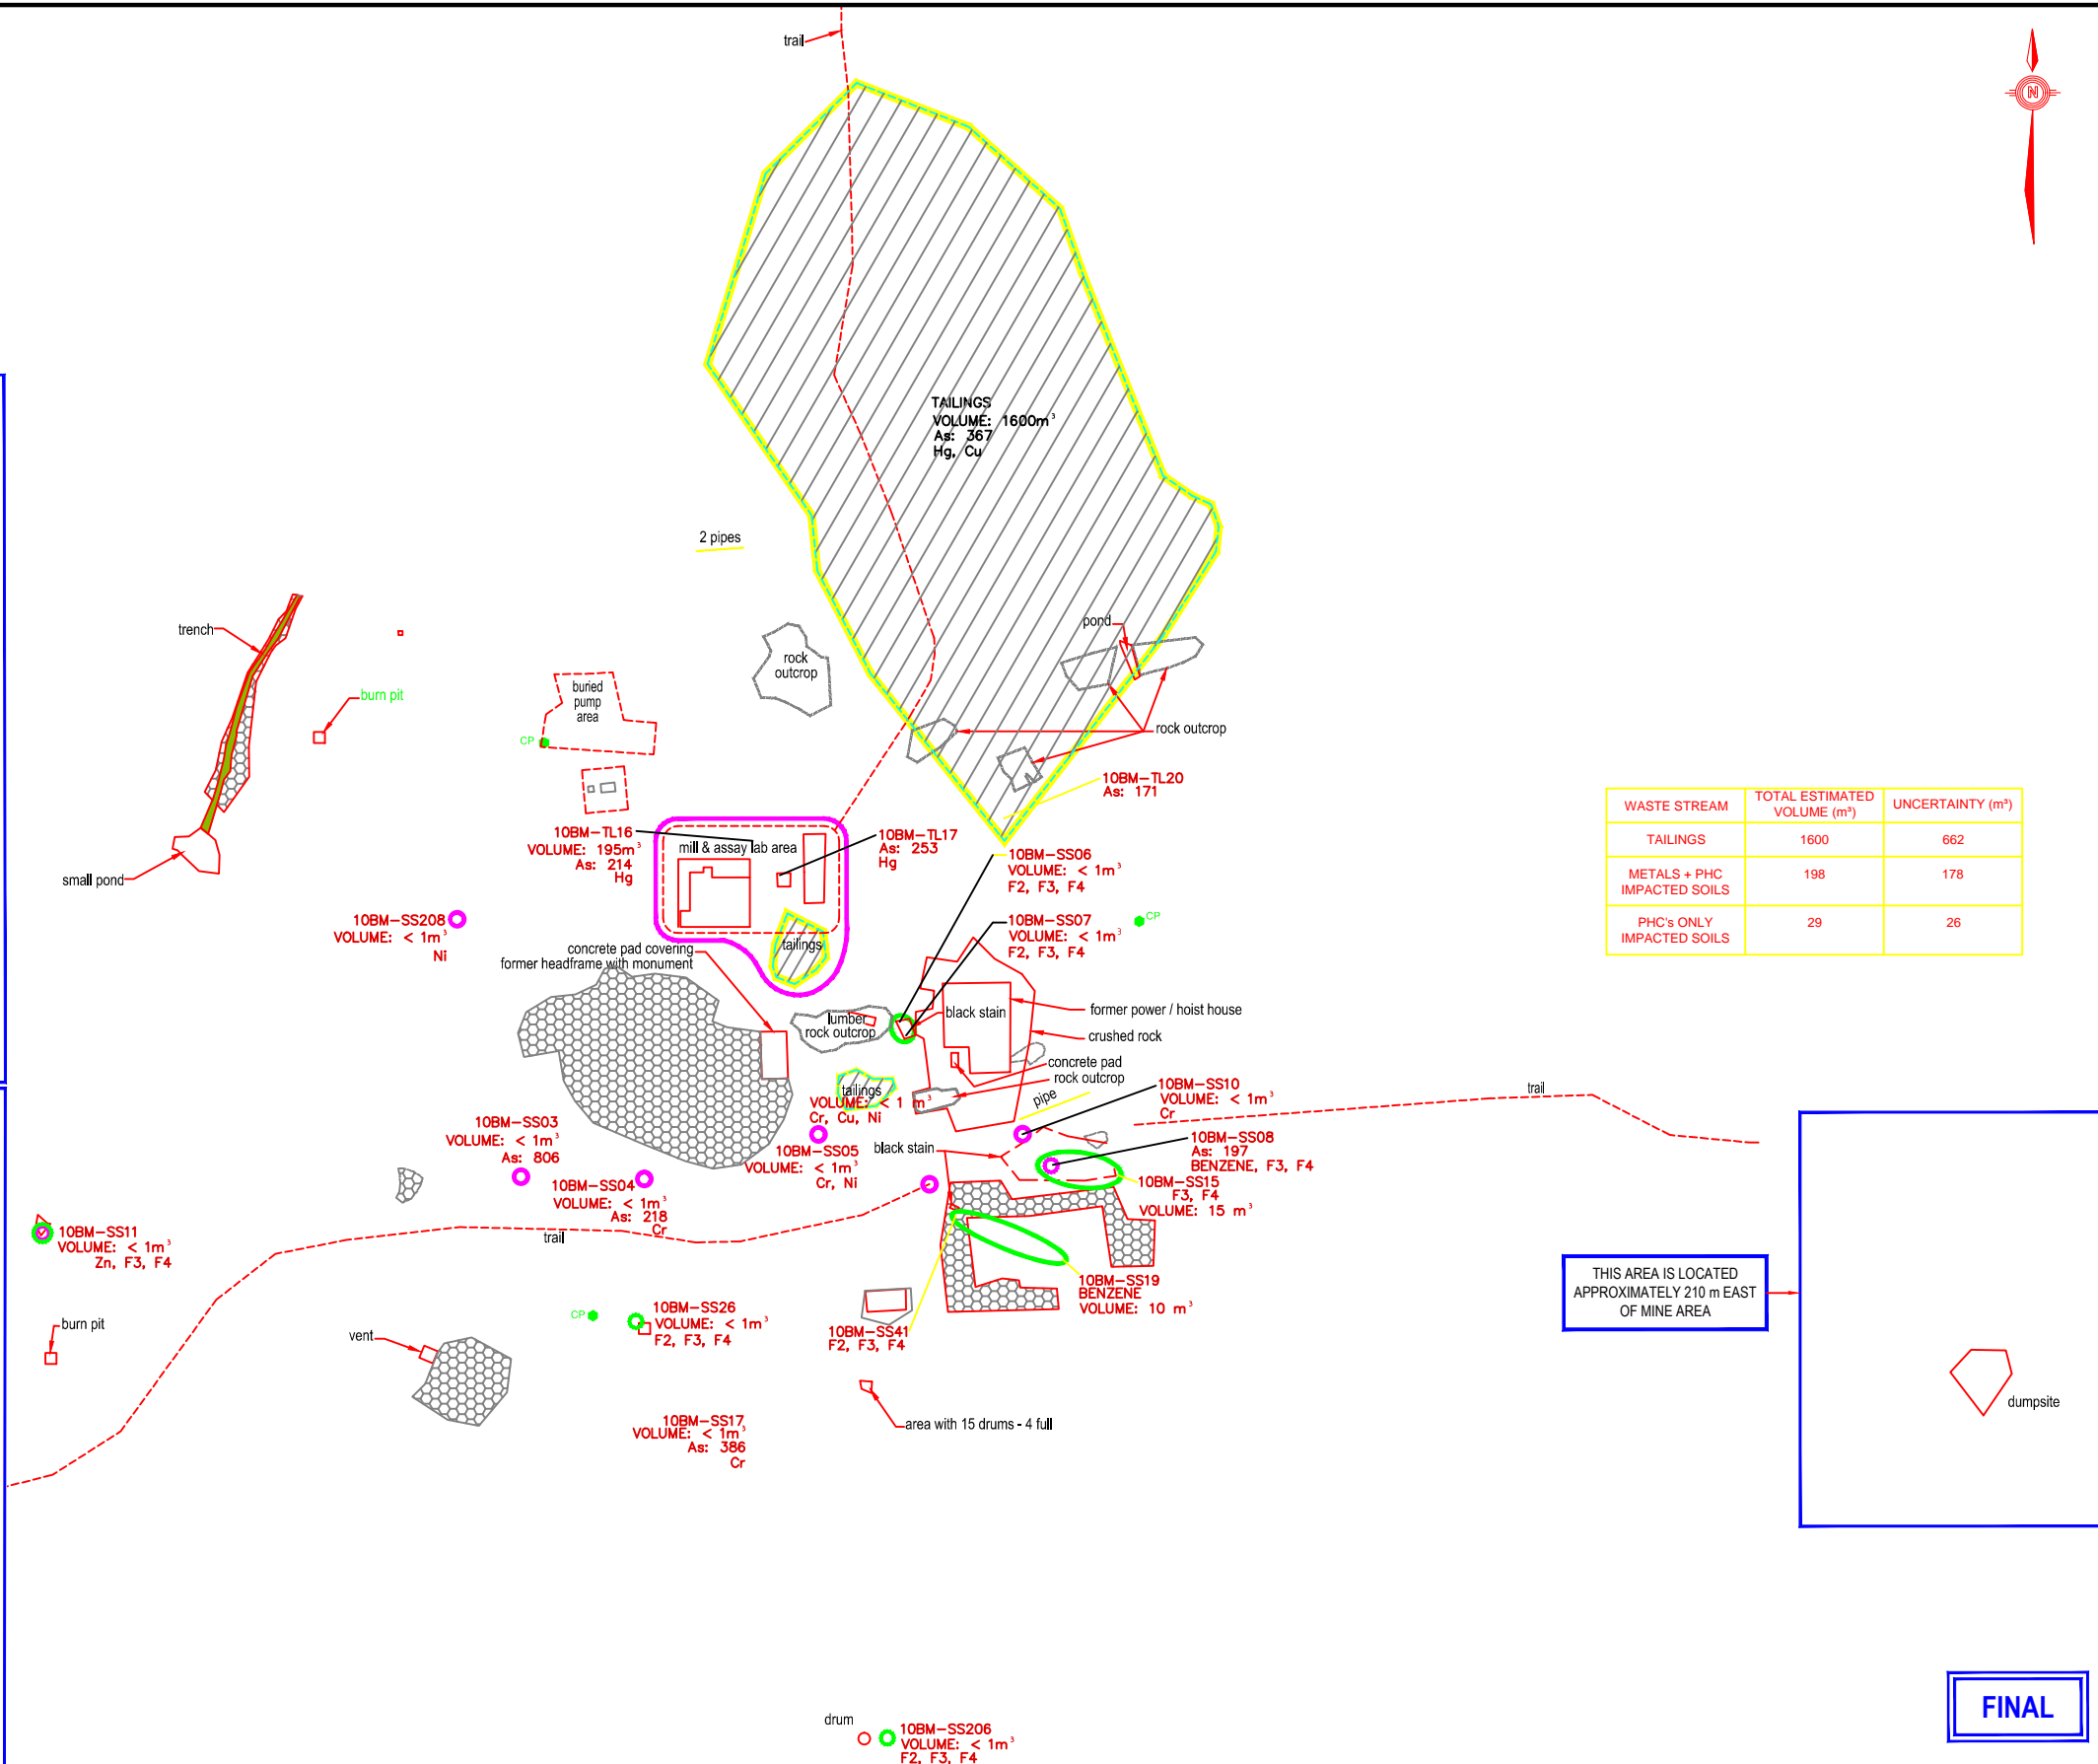 trail
N
TAILINGS
VOLUME: 1600m³
As: 367
Hg, Cu
2 pipes
trench
burn pit
buried
pump
area
CP
rock
outcrop
pond
rock outcrop
10BM-TL20
As: 171
small pond
10BM-TL16
VOLUME: 195m³
As: 214
Hg
mill & assay lab area
10BM-TL17
As: 253
Hg
10BM-SS06
VOLUME: < 1m³
F2, F3, F4
10BM-SS07
VOLUME: < 1m³
F2, F3, F4
CP
WASTE STREAM
TOTAL ESTIMATED
VOLUME (m³)
UNCERTAINTY (m³)
TAILINGS
1600
662
METALS + PHC
IMPACTED SOILS
198
178
PHC's ONLY
IMPACTED SOILS
29
26
10BM-SS208
VOLUME: < 1m³
Ni
tailings
concrete pad covering
former headframe with monument
lumber
rock outcrop
black stain
former power / hoist house
crushed rock
concrete pad
rock outcrop
pipe
tailings
VOLUME: < 1 m³
Cr, Cu, Ni
10BM-SS10
VOLUME: < 1m³
Cr
trail
10BM-SS03
VOLUME: < 1m³
As: 806
10BM-SS05
VOLUME: < 1m³
Cr, Ni
black stain
10BM-SS08
As: 197
BENZENE, F3, F4
10BM-SS04
VOLUME: < 1m³
As: 218
Cr
10BM-SS15
F3, F4
VOLUME: 15 m³
10BM-SS11
VOLUME: < 1m³
Zn, F3, F4
trail
10BM-SS19
BENZENE
VOLUME: 10 m³
THIS AREA IS LOCATED
APPROXIMATELY 210 m EAST
OF MINE AREA
burn pit
vent
CP
10BM-SS26
VOLUME: < 1m³
F2, F3, F4
10BM-SS41
F2, F3, F4
dumpsite
10BM-SS17
VOLUME: < 1m³
As: 386
Cr
area with 15 drums - 4 full
drum
10BM-SS206
VOLUME: < 1m³
F2, F3, F4
FINAL